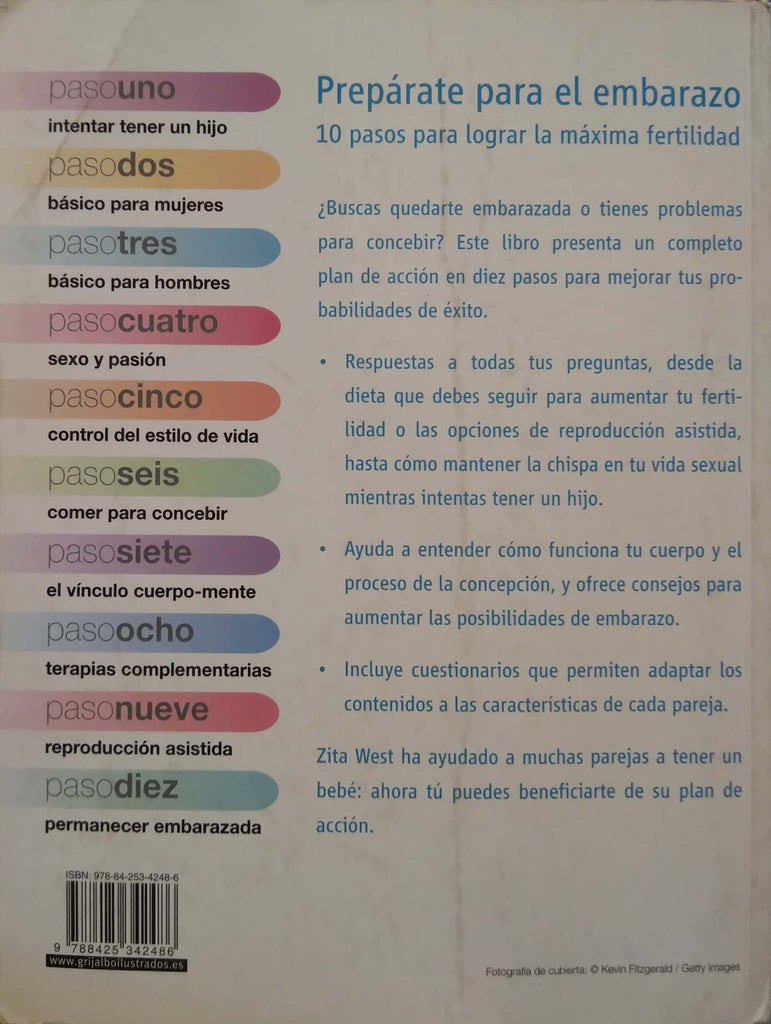 pasouno
intentar tener un hijo
pasodos
básico para mujeres
pasotres
básico para hombres
pasocuatro
sexo y pasión
pasocinco
control del estilo de vida
pasoseis
comer para concebir
pasosiete
el vínculo cuerpo-mente
pasoocho
terapias complementarias
pasonueve
reproducción asistida
pasodiez
permanecer embarazada
ISBN: 978-84-253-4248-6
9 788425 342486
www.grijalboilustrados.es
Prepárate para el embarazo
10 pasos para lograr la máxima fertilidad
¿Buscas quedarte embarazada o tienes problemas
para concebir? Este libro presenta un completo
plan de acción en diez pasos para mejorar tus pro-
babilidades de éxito.
• Respuestas a todas tus preguntas, desde la
dieta que debes seguir para aumentar tu ferti-
lidad o las opciones de reproducción asistida,
hasta cómo mantener la chispa en tu vida sexual
mientras intentas tener un hijo.
• Ayuda a entender cómo funciona tu cuerpo y el
proceso de la concepción, y ofrece consejos para
aumentar las posibilidades de embarazo.
• Incluye cuestionarios que permiten adaptar los
contenidos a las características de cada pareja.
Zita West ha ayudado a muchas parejas a tener un
bebé: ahora tú puedes beneficiarte de su plan de
acción.
Fotografía de cubierta: © Kevin Fitzgerald / Getty Images